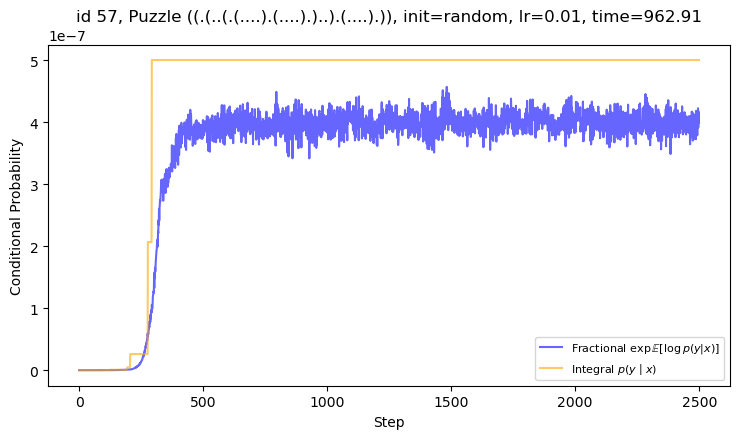 id 57, Puzzle ((.(..(.(....).(....).)..).(....).)), init=random, lr=0.01, time=962.91
1e−7
5
4
3
2
1
0
Conditional Probability
Fractional exp 𝔼[log p(y|x)]
Integral p(y | x)
0
500
1000
1500
2000
2500
Step